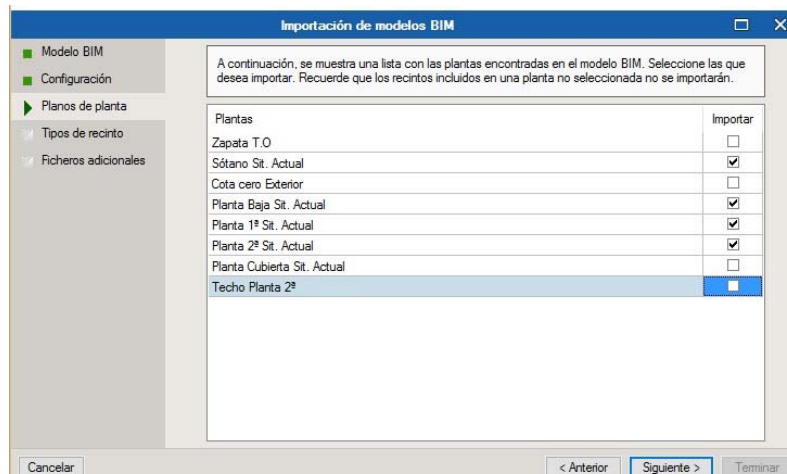 Importación de modelos BIM
Modelo BIM
Configuración
Planos de planta
Tipos de recinto
Ficheros adicionales
A continuación, se muestra una lista con las plantas encontradas en el modelo BIM. Seleccione las que
desea importar. Recuerde que los recintos incluidos en una planta no seleccionada no se importarán.
Plantas Importar
Zapata T.O
Sótano Sit. Actual
Cota cero Exterior
Planta Baja Sit. Actual
Planta 1ª Sit. Actual
Planta 2ª Sit. Actual
Planta Cubierta Sit. Actual
Techo Planta 2ª
Cancelar < Anterior Siguiente > Terminar